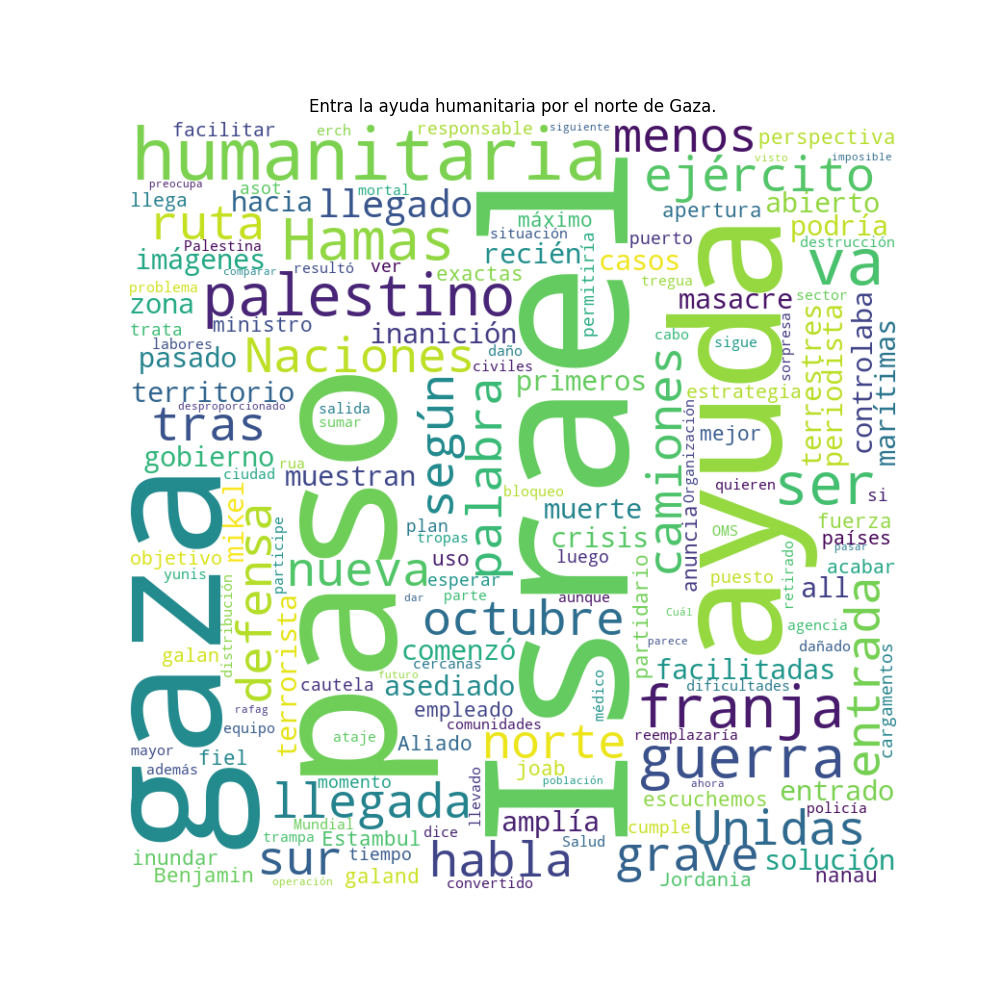 Entra la ayuda humanitaria por el norte de Gaza.
facilitar
erch
responsable
siguiente
humanitaria
menos
perspectiva
visto
imposible
preocupa
asot
mortal
ejército
llega
hacia
llegado
máximo
apertura
abierto
ruta
Hamas
situación
puerto
podría
Palestina
recién
casos
destrucción
imágenes
comparar
resultó
ver
exactas
permitiría
tregua
va
problema
zona
palestino
masacre
sector
trata
ministro
inanición
cabo
sigue
sorpresa
terrestres
periodista
controlaba
marítimas
labores
pasado
Naciones
daño
civiles
primeros
estrategia
territorio
desproporcionado
salida
sumar
según
palabra
Israel
camiones
Organización
ayuda
mejor
tras
paso
gobierno
rua
ciudad
muestran
bloqueo
quieren
ser
si
gaza
mikel
defensa
participe
plan
tropas
muerte
anuncia
OMS
fuerza
países
objetivo
yunis
nueva
uso
crisis
luego
retirado
pasar
acabar
distribución
terrorista
esperar
parte
aunque
partidario
puesto
all
entrada
dar
octubre
Cuál
agencia
galan
comenzó
parece
dañado
cercanas
futuro
facilitadas
cargamentos
cautela
asediado
médico
dificultades
rafag
empleado
comunidades
franja
equipo
ataje
Aliado
norte
reemplazaría
mayor
fiel
guerra
además
momento
joab
población
ahora
entrado
llegada
llevado
Israel
escuchemos
policía
Mundial
amplía
cumple
Unidas
trampa
Estambul
dice
Salud
inundar
sur
tiempo
habla
grave
solución
Benjamin
operación
galand
convertido
Jordania
nanau